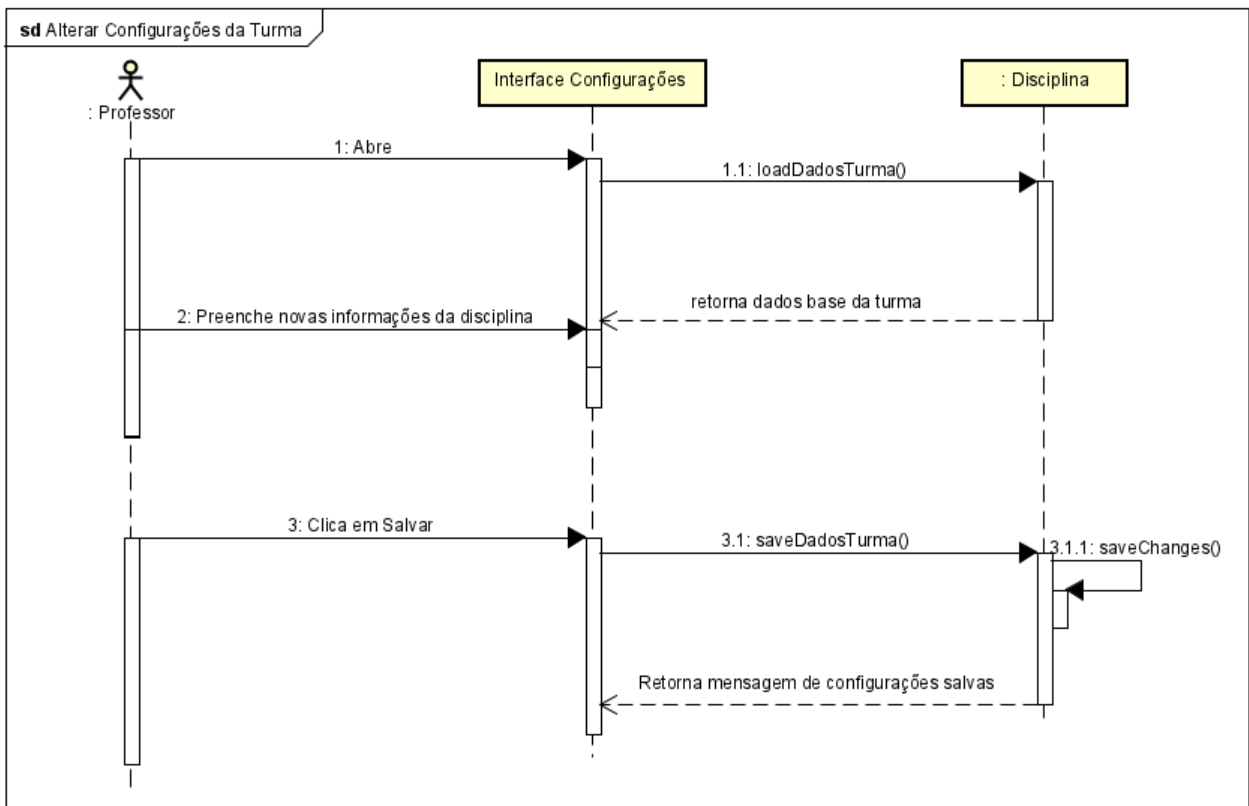 sd Alterar Configurações da Turma
: Professor
Interface Configurações
: Disciplina
1: Abre
1.1: loadDadosTurma()
retorna dados base da turma
2: Preenche novas informações da disciplina
3: Clica em Salvar
3.1: saveDadosTurma()
3.1.1: saveChanges()
Retorna mensagem de configurações salvas